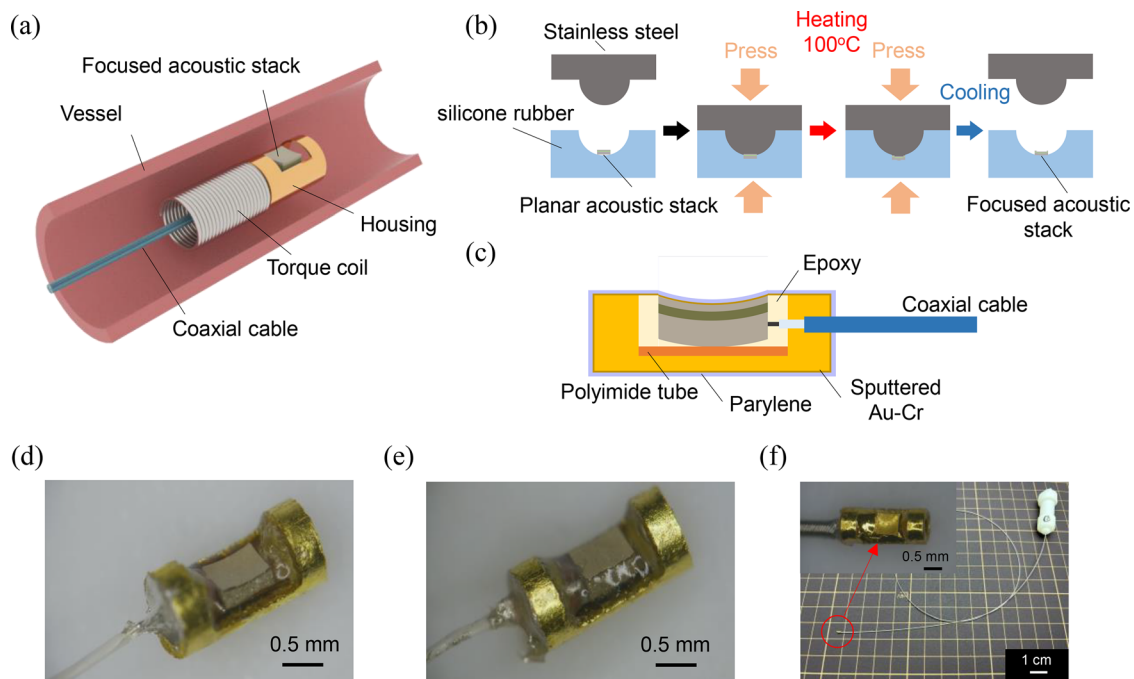 (a)
Focused acoustic stack
Vessel
Housing
Torque coil
Coaxial cable
(b)
Stainless steel
Heating
100°C
Press
Press
Cooling
silicone rubber
Planar acoustic stack
Focused acoustic
stack
(c)
Epoxy
Coaxial cable
Polyimide tube
Parylene
Sputtered
Au-Cr
(d)
0.5 mm
(e)
0.5 mm
(f)
0.5 mm
1 cm